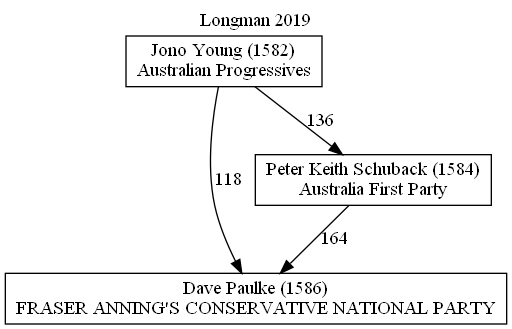 Longman 2019
Jono Young (1582)
Australian Progressives
136
Peter Keith Schuback (1584)
Australia First Party
118
164
Dave Paulke (1586)
FRASER ANNING'S CONSERVATIVE NATIONAL PARTY